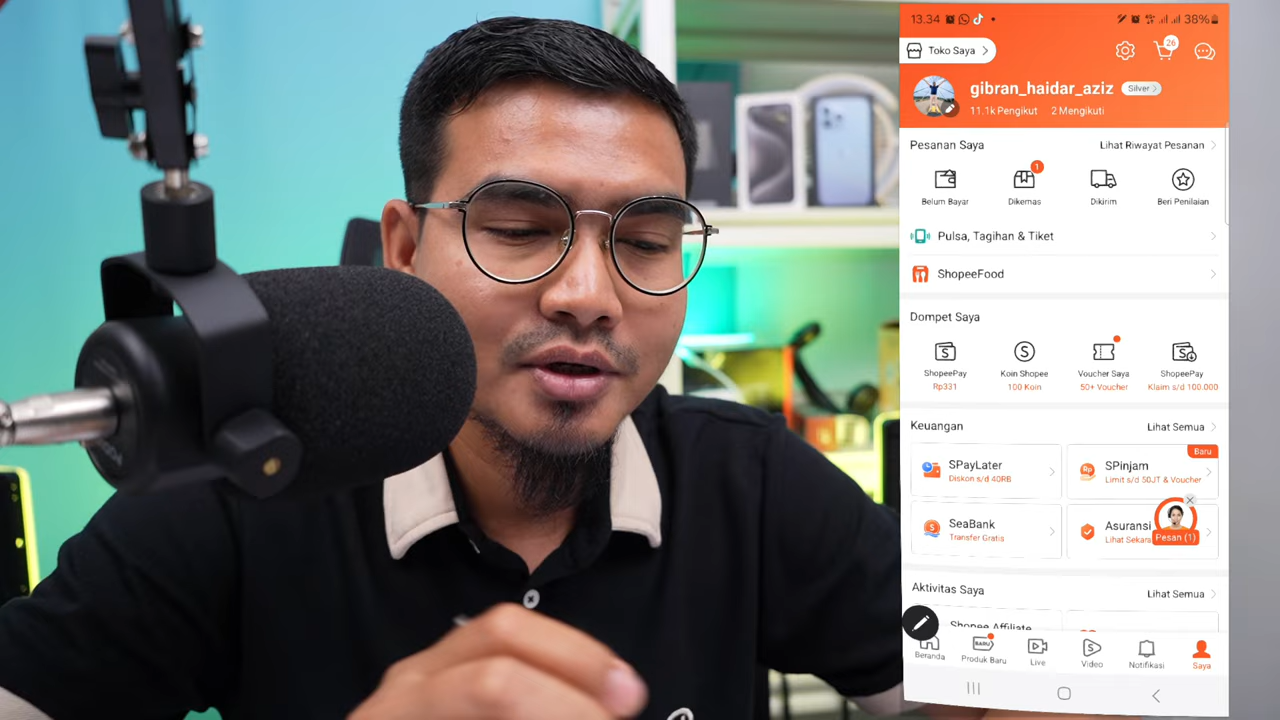 13.34
38%
Toko Saya
26
gibran_haidar_aziz
Silver
11.1k Pengikut 2 Mengikuti
Pesanan Saya
Lihat Riwayat Pesanan
1
Belum Bayar
Dikemas
Dikirim
Beri Penilaian
Pulsa, Tagihan & Tiket
ShopeeFood
Dompet Saya
ShopeePay
Koin Shopee
Voucher Saya
ShopeePay
Rp331
100 Koin
50+ Voucher
Klaim s/d 100.000
Keuangan
Lihat Semua
Baru
SPayLater
Diskon s/d 40RB
SPinjam
Limit s/d 50JT & Voucher
SeaBank
Transfer Gratis
Asuransi
Lihat Sekara
Pesan (1)
Aktivitas Saya
Lihat Semua
Shopee Affiliate
BARU
Beranda
Produk Baru
Live
Video
Notifikasi
Saya